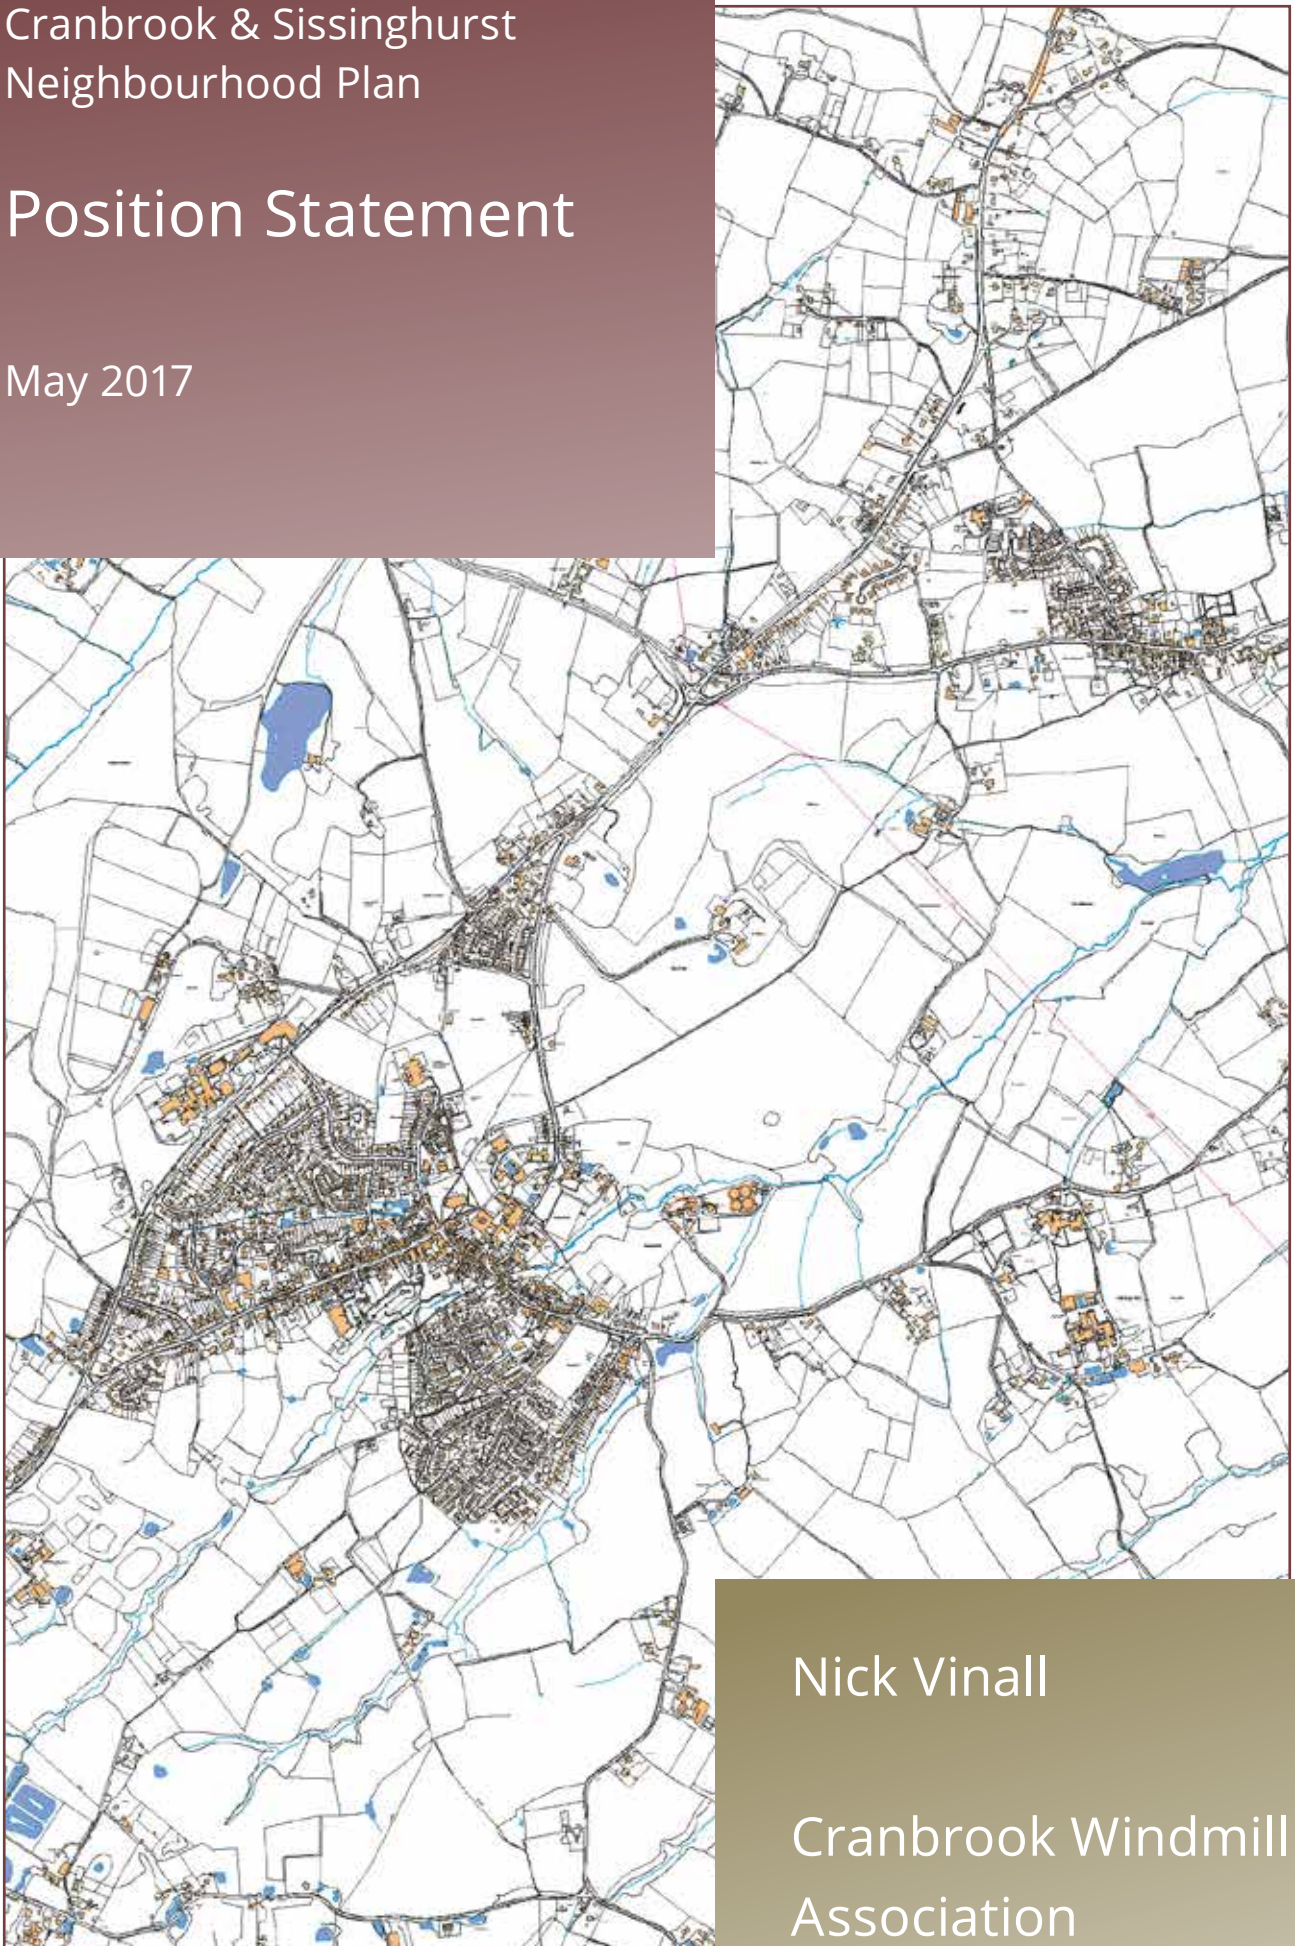 Cranbrook & Sissinghurst
Neighbourhood Plan
Position Statement
May 2017
Nick Vinall
Cranbrook Windmill
Association